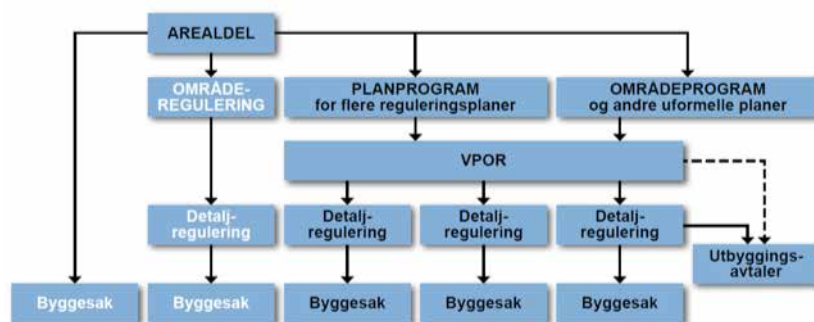 AREALDEL
OMRÅDE-
REGULERING
PLANPROGRAM
for flere reguleringsplaner
OMRÅDEPROGRAM
og andre uformelle planer
VPOR
Detalj-
regulering
Detalj-
regulering
Detalj-
regulering
Detalj-
regulering
Utbyggings-
avtaler
Byggesak
Byggesak
Byggesak
Byggesak
Byggesak